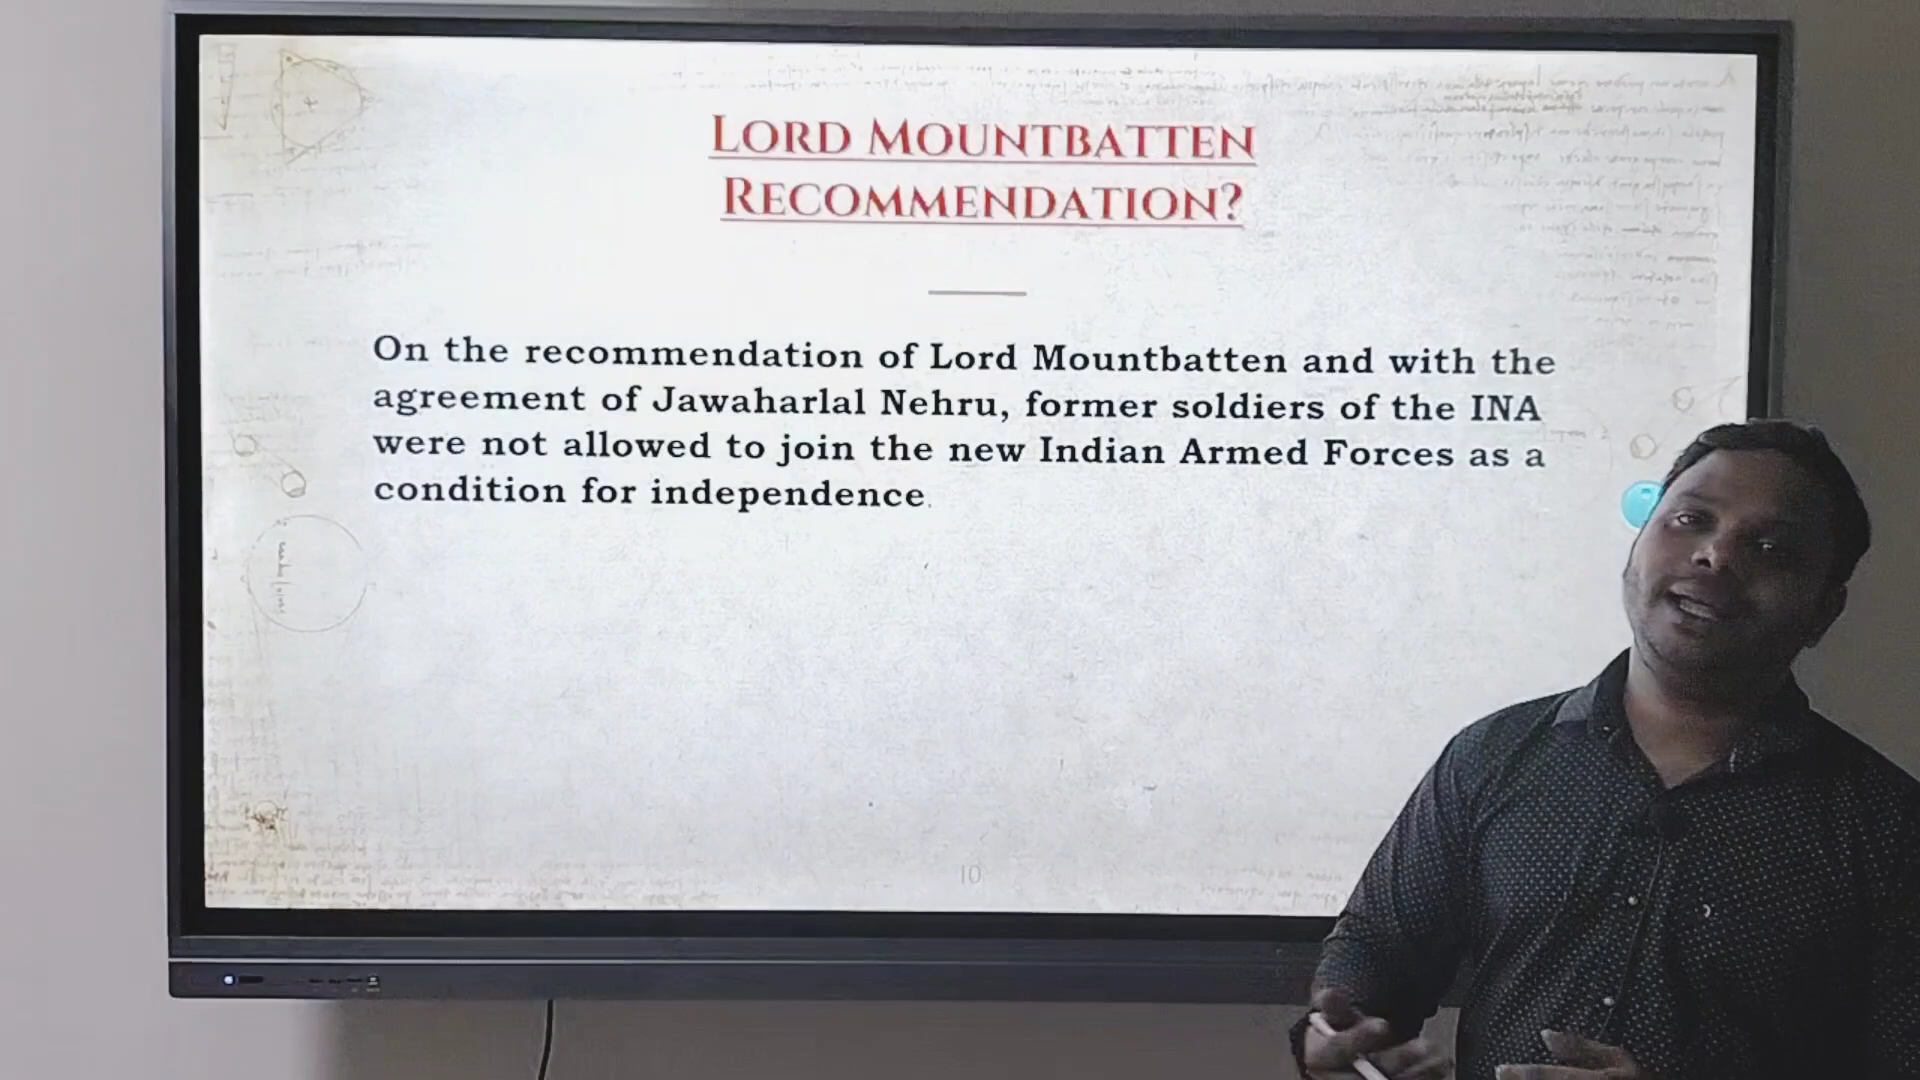 LORD MOUNTBATTEN
RECOMMENDATION?
On the recommendation of Lord Mountbatten and with the
agreement of Jawaharlal Nehru, former soldiers of the INA
were not allowed to join the new Indian Armed Forces as a
condition for independence.
10